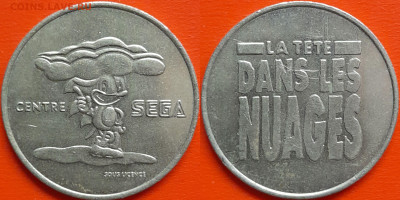 COINS.LAVE.RU
CENTRE SEGA
SOUS LICENCE
LA TETE
DANS LES
NUAGES